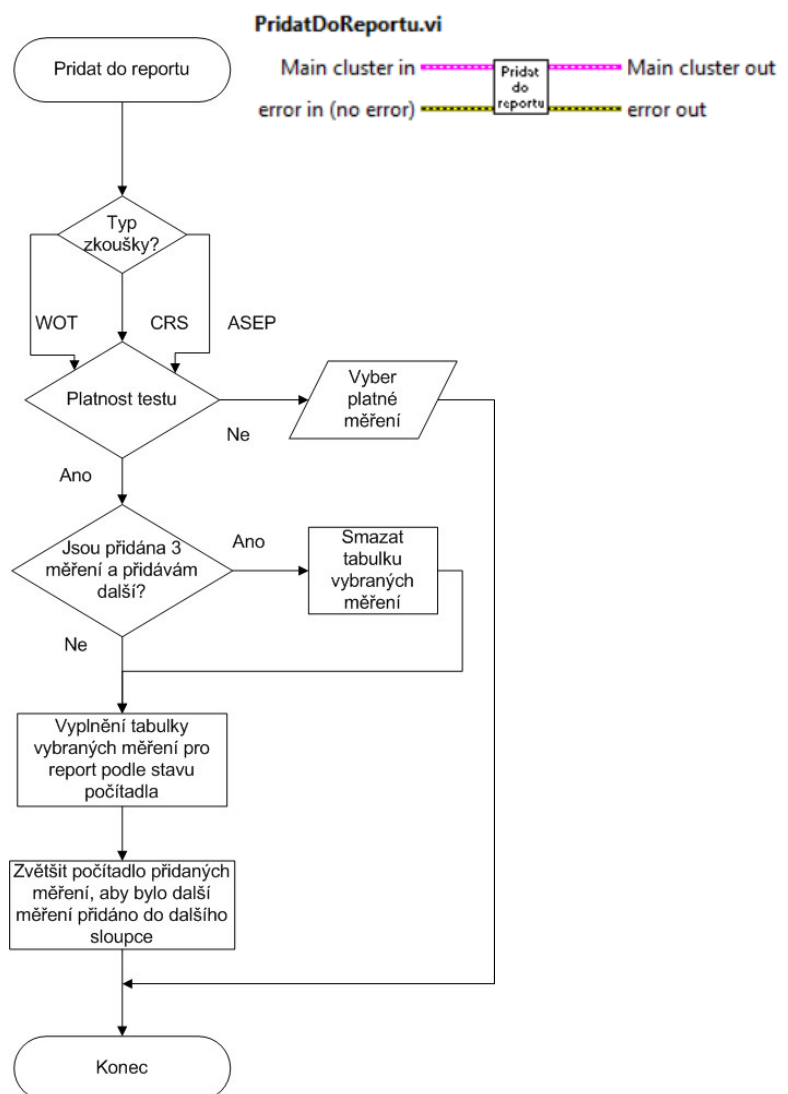 PridatDoReportu.vi
Main cluster in
Pridat
do
reportu
Main cluster out
error in (no error)
error out
Pridat do reportu
Typ
zkoušky?
WOT
CRS
ASEP
Platnost testu
Vyber
platné
měření
Ne
Ano
Jsou přidána 3
měření a přidávám
další?
Ano
Smazat
tabulku
vybraných
měření
Ne
Vyplnění tabulky
vybraných měření pro
report podle stavu
počítadla
Zvětšit počítadlo přidaných
měření, aby bylo další
měření přidáno do dalšího
sloupce
Konec